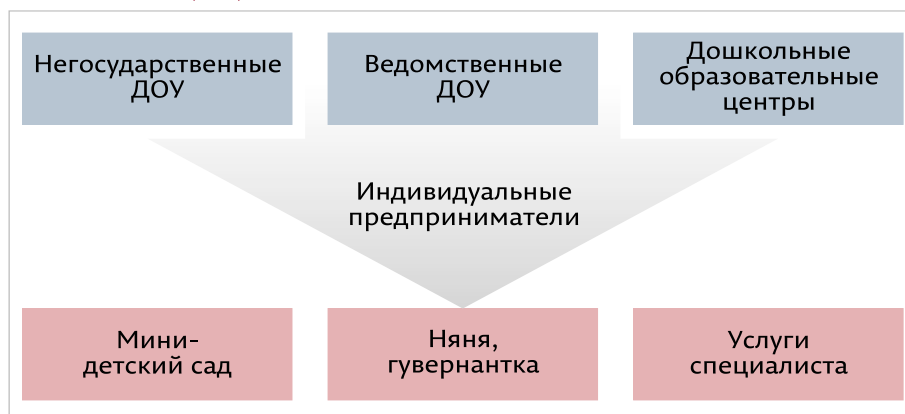 Негосударственные
ДОУ
Ведомственные
ДОУ
Дошкольные
образовательные
центры
Индивидуальные
предприниматели
Мини-
детский сад
Няня,
гувернантка
Услуги
специалиста